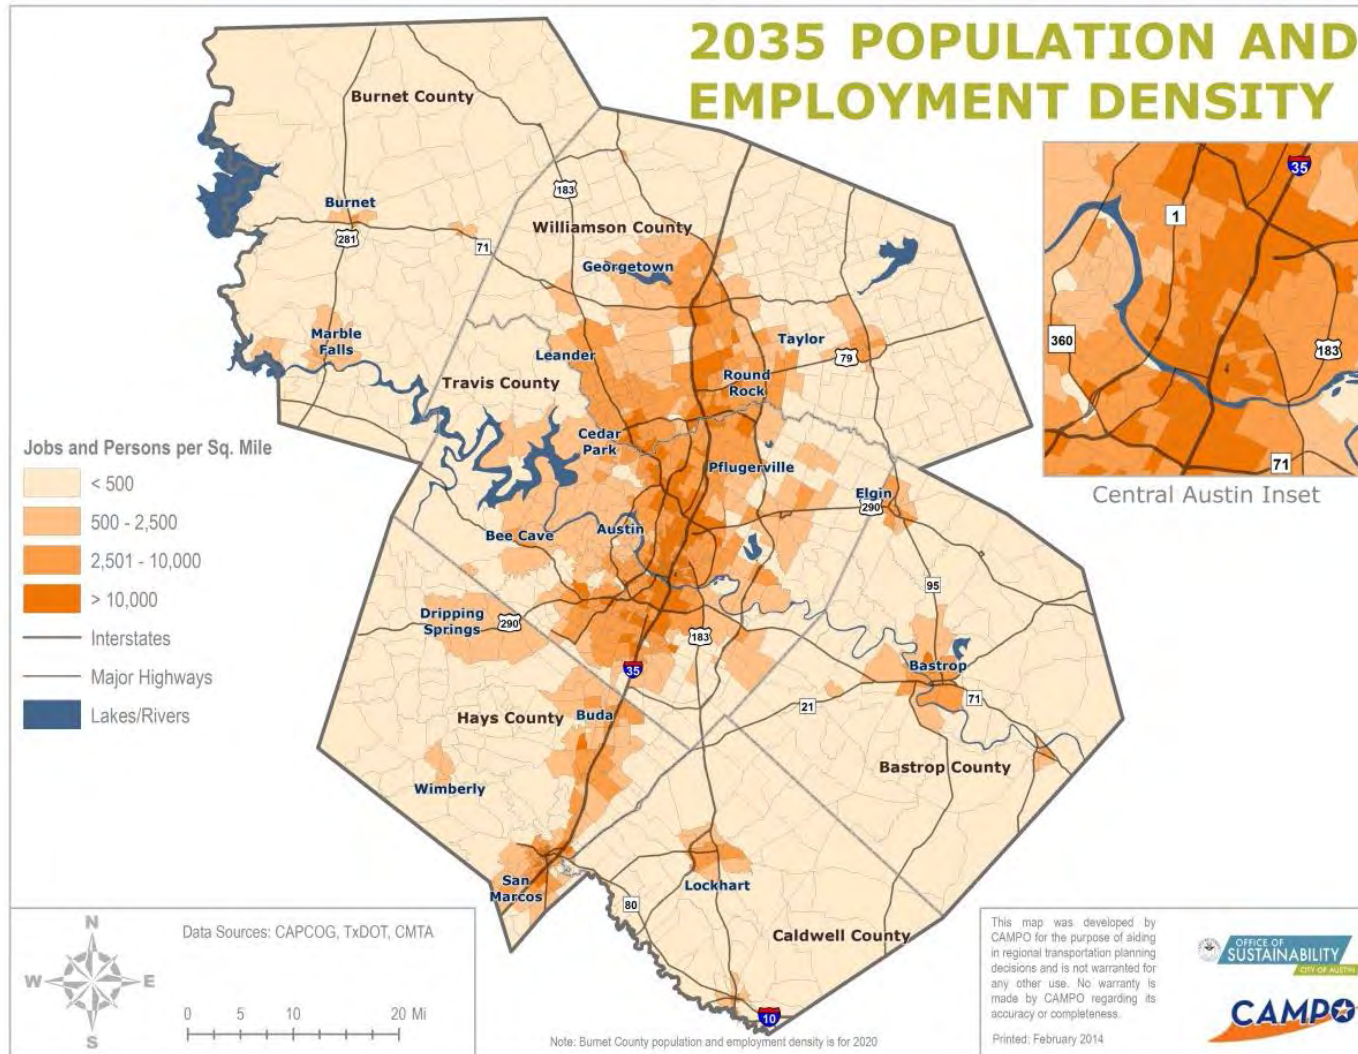 2035 POPULATION AND
EMPLOYMENT DENSITY
Burnet County
183
Burnet
281
71
Williamson County
Georgetown
Marble
Falls
Leander
Travis County
Taylor
79
Round
Rock
Cedar
Park
Pflugerville
Elgin
290
Bee Cave
Austin
95
Dripping
Springs
290
183
35
Bastrop
71
21
Hays County
Buda
Bastrop County
Wimberly
San
Marcos
Lockhart
80
Caldwell County
10
35
1
360
183
71
Central Austin Inset
Jobs and Persons per Sq. Mile
< 500
500 - 2,500
2,501 - 10,000
> 10,000
Interstates
Major Highways
Lakes/Rivers
N
W E
S
Data Sources: CAPCOG, TxDOT, CMTA
0 5 10 20 Mi
Note: Burnet County population and employment density is for 2020
This map was developed by
CAMPO for the purpose of aiding
in regional transportation planning
decisions and is not warranted for
any other use. No warranty is
made by CAMPO regarding its
accuracy or completeness.
Printed: February 2014
OFFICE OF
SUSTAINABILITY
CITY OF AUSTIN
CAMPO